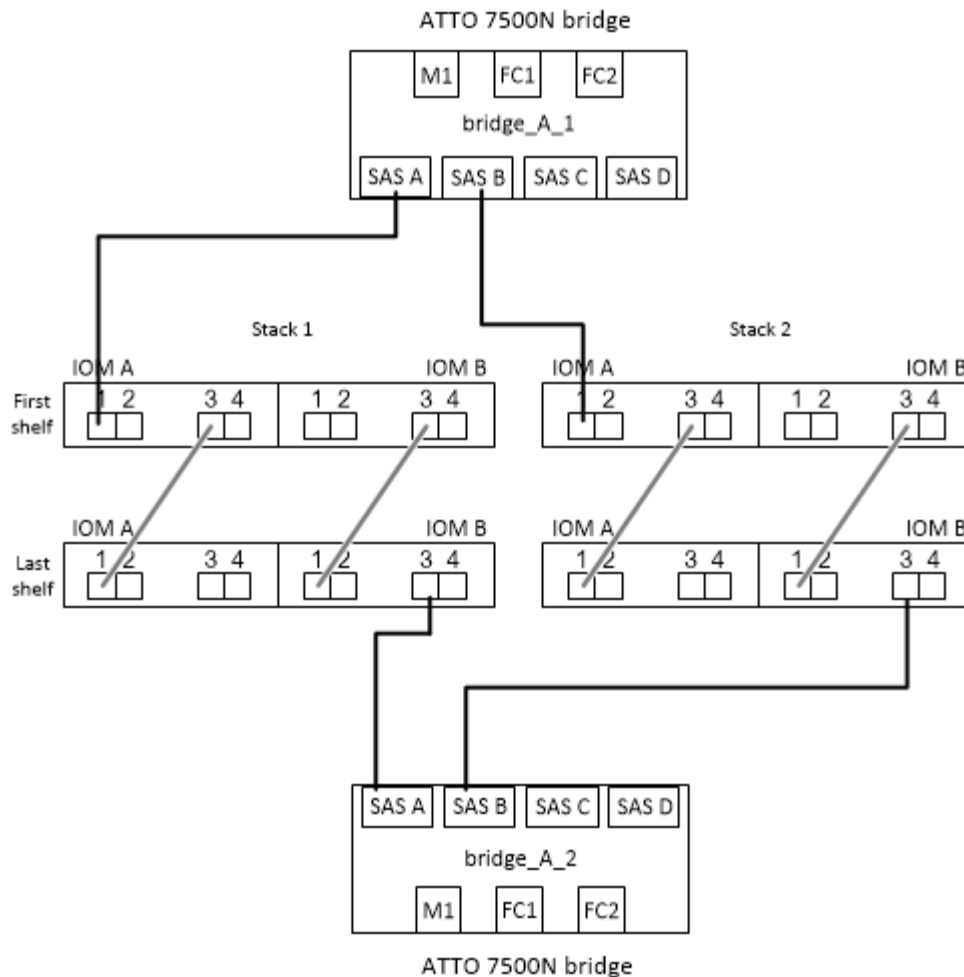 ATTO 7500N bridge
M1 FC1 FC2
bridge_A_1
SAS A SAS B SAS C SAS D
Stack 1 Stack 2
IOM A IOM B IOM A IOM B
First shelf
1 2 3 4 1 2 3 4 1 2 3 4 1 2 3 4
IOM A IOM B IOM A IOM B
Last shelf
1 2 3 4 1 2 3 4 1 2 3 4 1 2 3 4
SAS A SAS B SAS C SAS D
bridge_A_2
M1 FC1 FC2
ATTO 7500N bridge